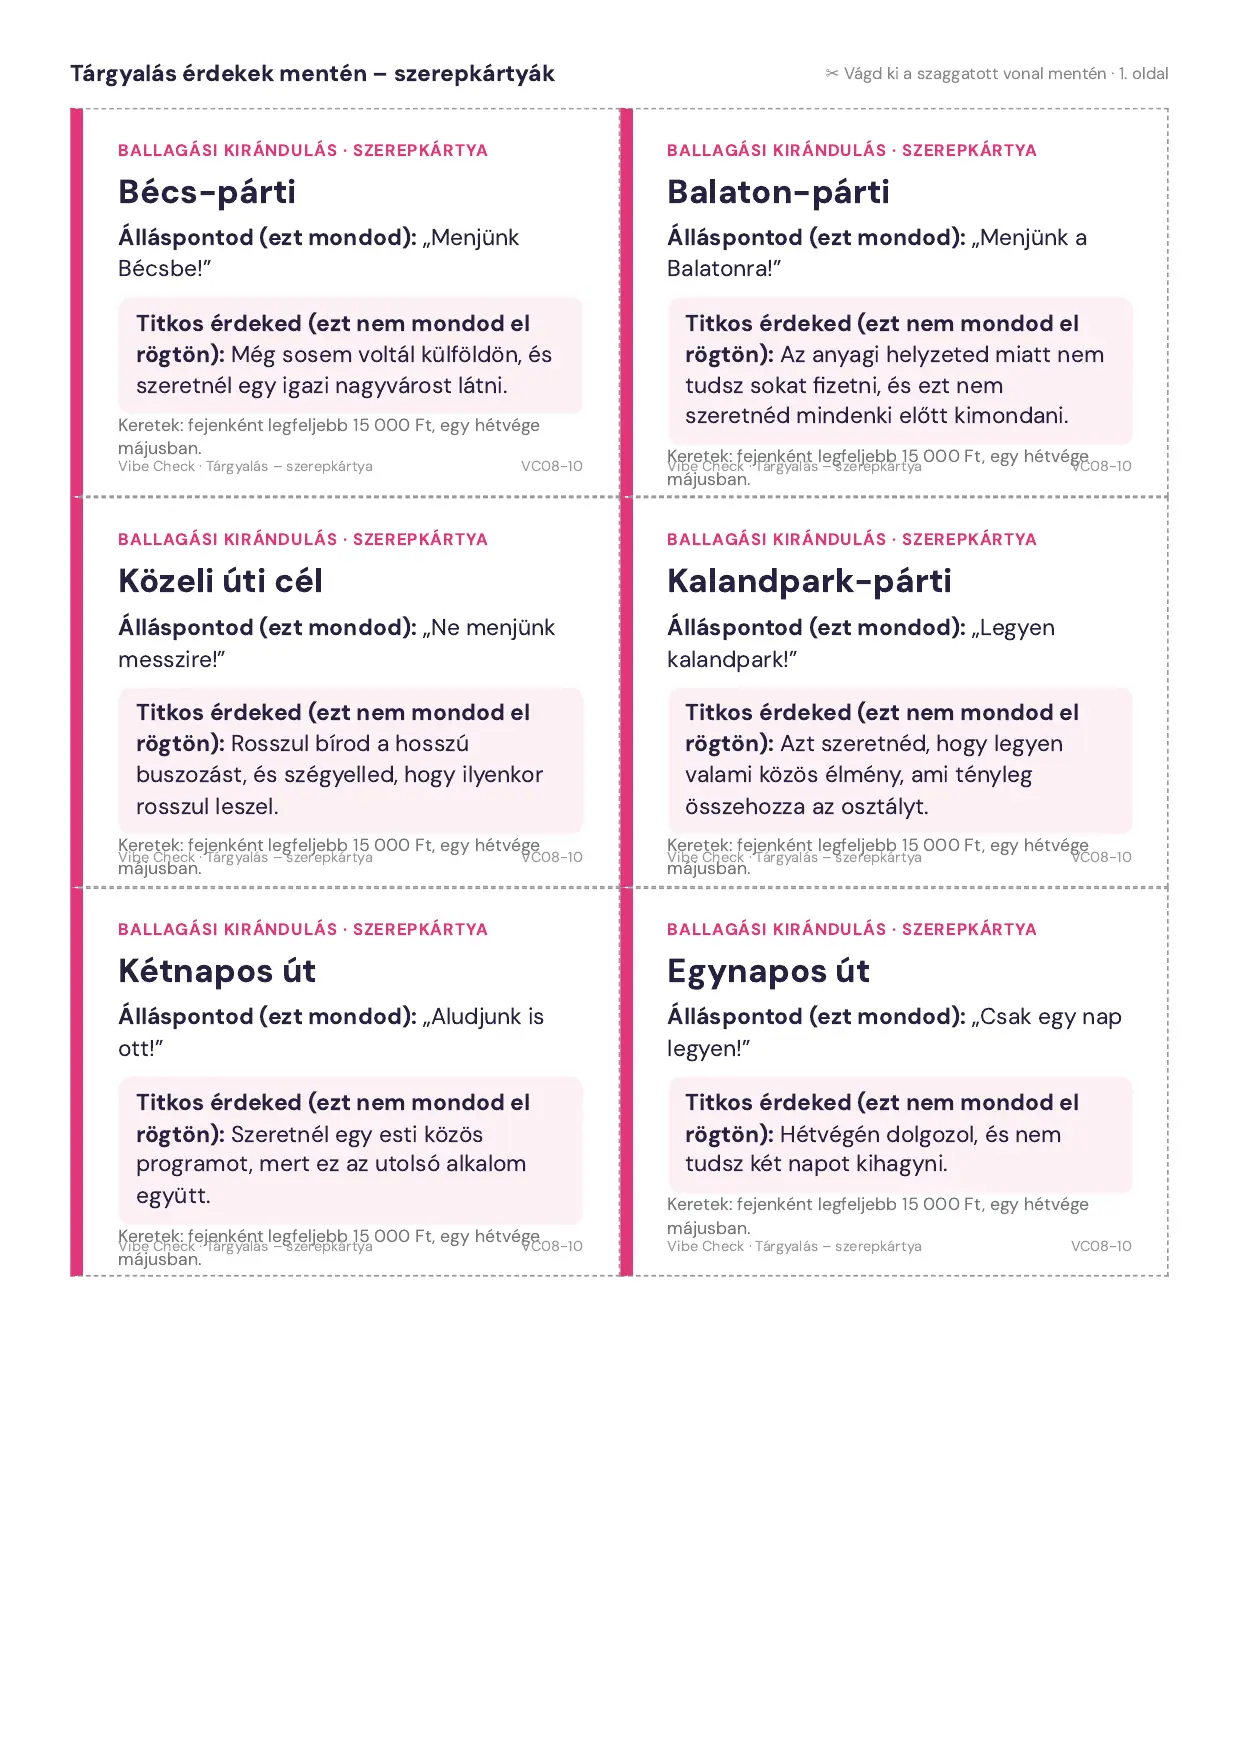 Tárgyalás érdekek mentén – szerepkártyák
✂ Vágd ki a szaggatott vonal mentén · 1. oldal
BALLAGÁSI KIRÁNDULÁS · SZEREPKÁRTYA
Bécs-párti
Álláspontod (ezt mondod): „Menjünk
Bécsbe!”
Titkos érdeked (ezt nem mondod el
rögtön): Még sosem voltál külföldön, és
szeretnél egy igazi nagyvárost látni.
Keretek: fejenként legfeljebb 15 000 Ft, egy hétvége
májusban.
Vibe Check · Tárgyalás – szerepkártya VC08-10
BALLAGÁSI KIRÁNDULÁS · SZEREPKÁRTYA
Balaton-párti
Álláspontod (ezt mondod): „Menjünk a
Balatonra!”
Titkos érdeked (ezt nem mondod el
rögtön): Az anyagi helyzeted miatt nem
tudsz sokat fizetni, és ezt nem
szeretnéd mindenki előtt kimondani.
Keretek: fejenként legfeljebb 15 000 Ft, egy hétvége
májusban.
Vibe Check · Tárgyalás – szerepkártya VC08-10
BALLAGÁSI KIRÁNDULÁS · SZEREPKÁRTYA
Közeli úti cél
Álláspontod (ezt mondod): „Ne menjünk
messzire!”
Titkos érdeked (ezt nem mondod el
rögtön): Rosszul bírod a hosszú
buszozást, és szégyelled, hogy ilyenkor
rosszul leszel.
Keretek: fejenként legfeljebb 15 000 Ft, egy hétvége
májusban.
Vibe Check · Tárgyalás – szerepkártya VC08-10
BALLAGÁSI KIRÁNDULÁS · SZEREPKÁRTYA
Kalandpark-párti
Álláspontod (ezt mondod): „Legyen
kalandpark!”
Titkos érdeked (ezt nem mondod el
rögtön): Azt szeretnéd, hogy legyen
valami közös élmény, ami tényleg
összehozza az osztályt.
Keretek: fejenként legfeljebb 15 000 Ft, egy hétvége
májusban.
Vibe Check · Tárgyalás – szerepkártya VC08-10
BALLAGÁSI KIRÁNDULÁS · SZEREPKÁRTYA
Kétnapos út
Álláspontod (ezt mondod): „Aludjunk is
ott!”
Titkos érdeked (ezt nem mondod el
rögtön): Szeretnél egy esti közös
programot, mert ez az utolsó alkalom
együtt.
Keretek: fejenként legfeljebb 15 000 Ft, egy hétvége
májusban.
Vibe Check · Tárgyalás – szerepkártya VC08-10
BALLAGÁSI KIRÁNDULÁS · SZEREPKÁRTYA
Egynapos út
Álláspontod (ezt mondod): „Csak egy nap
legyen!”
Titkos érdeked (ezt nem mondod el
rögtön): Hétvégén dolgozol, és nem
tudsz két napot kihagyni.
Keretek: fejenként legfeljebb 15 000 Ft, egy hétvége
májusban.
Vibe Check · Tárgyalás – szerepkártya VC08-10